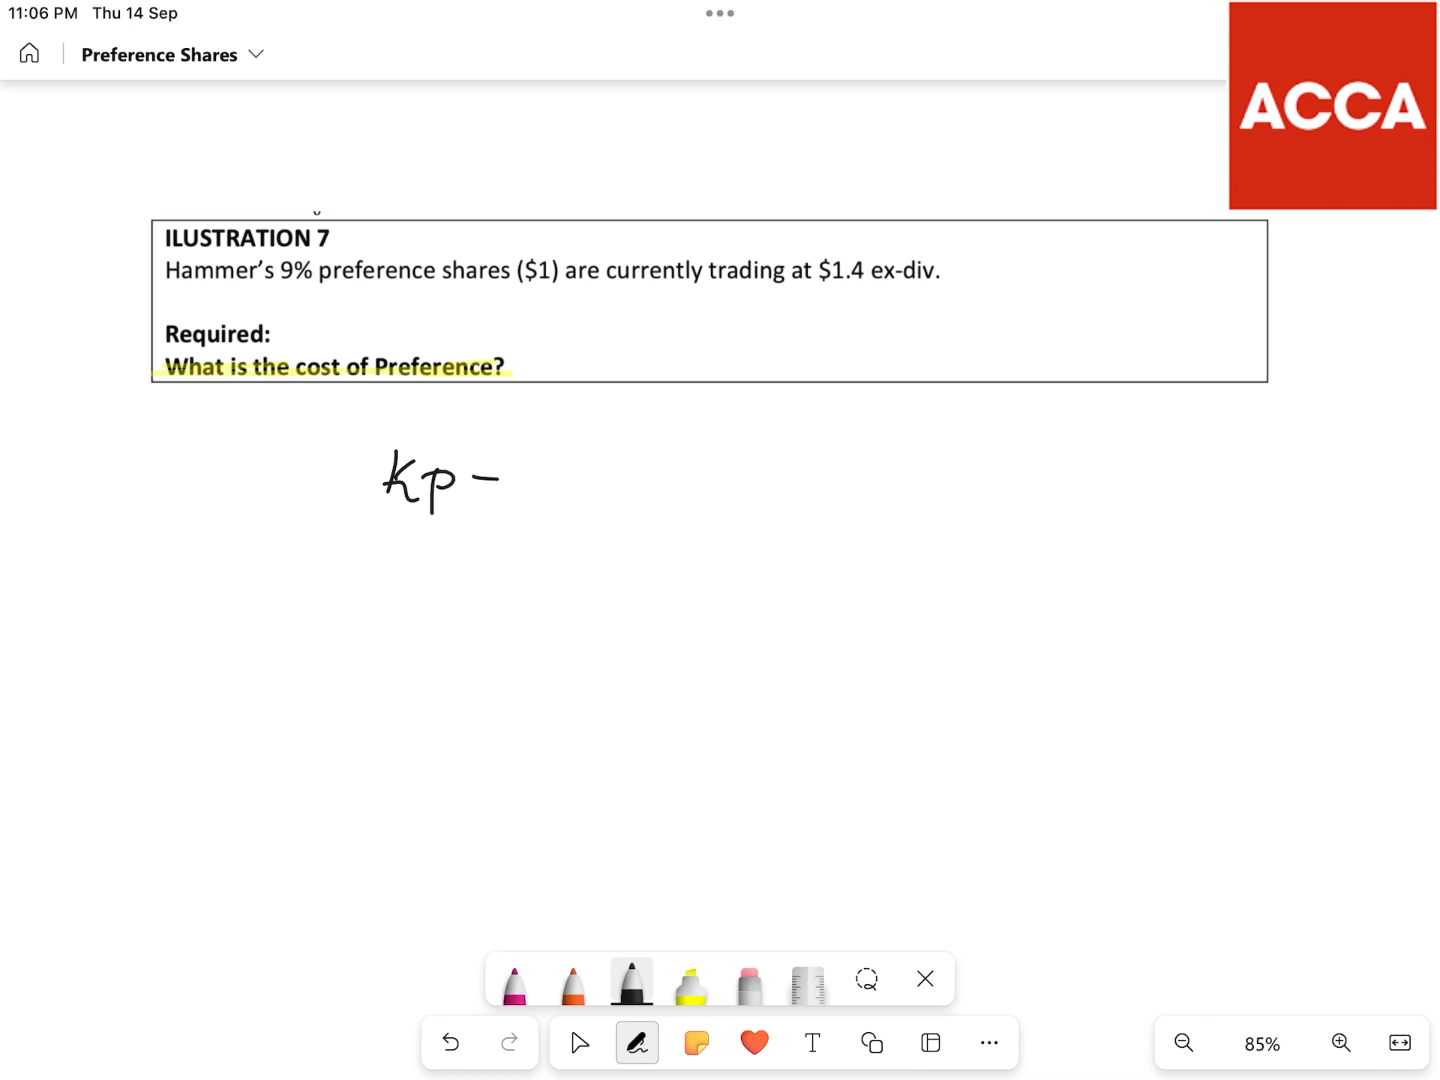 11:06 PM Thu 14 Sep
Preference Shares
ACCA
ILUSTRATION 7
Hammer’s 9% preference shares ($1) are currently trading at $1.4 ex-div.
Required:
What is the cost of Preference?
Kp -
T
85%